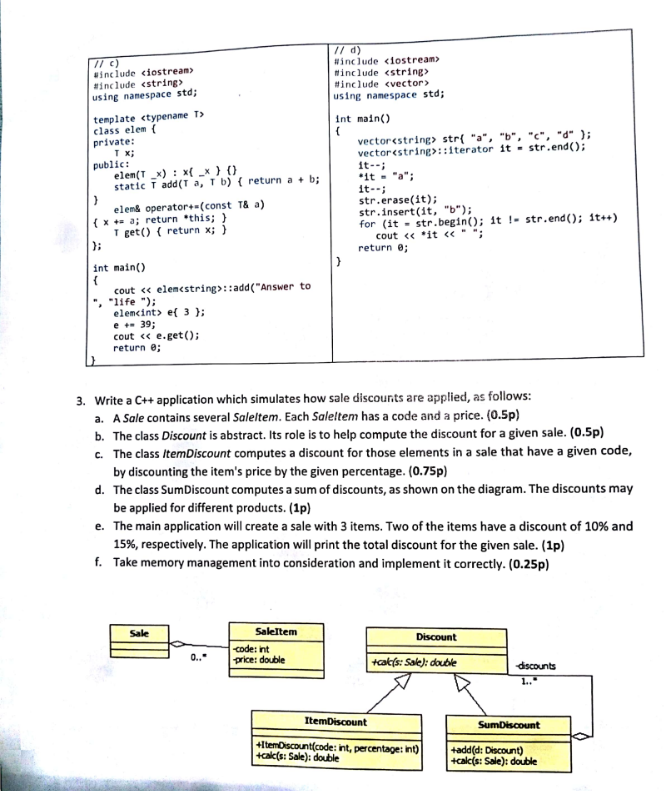 // c)
#include <iostream>
#include <string>
using namespace std;
template <typename T>
class elem {
private:
T x;
public:
elem(T _x) : x{ _x } {}
static T add(T a, T b) { return a + b;
}
elem& operator+=(const T& a)
{ x += a; return *this; }
T get() { return x; }
};
int main()
{
cout << elem<string>::add("Answer to
", "life ");
elem<int> e{ 3 };
e += 39;
cout << e.get();
return 0;
}
// d)
#include <iostream>
#include <string>
#include <vector>
using namespace std;
int main()
{
vector<string> str{ "a", "b", "c", "d" };
vector<string>::iterator it = str.end();
it--;
*it = "a";
it--;
str.erase(it);
str.insert(it, "b");
for (it = str.begin(); it != str.end(); it++)
cout << *it << " ";
return 0;
}
3. Write a C++ application which simulates how sale discounts are applied, as follows:
a. A Sale contains several SaleItem. Each SaleItem has a code and a price. (0.5p)
b. The class Discount is abstract. Its role is to help compute the discount for a given sale. (0.5p)
c. The class ItemDiscount computes a discount for those elements in a sale that have a given code,
by discounting the item's price by the given percentage. (0.75p)
d. The class SumDiscount computes a sum of discounts, as shown on the diagram. The discounts may
be applied for different products. (1p)
e. The main application will create a sale with 3 items. Two of the items have a discount of 10% and
15%, respectively. The application will print the total discount for the given sale. (1p)
f. Take memory management into consideration and implement it correctly. (0.25p)
Sale
0..*
SaleItem
-code: int
-price: double
Discount
+calc(s: Sale): double
-discounts
1..*
ItemDiscount
+ItemDiscount(code: int, percentage: int)
+calc(s: Sale): double
SumDiscount
+add(d: Discount)
+calc(s: Sale): double